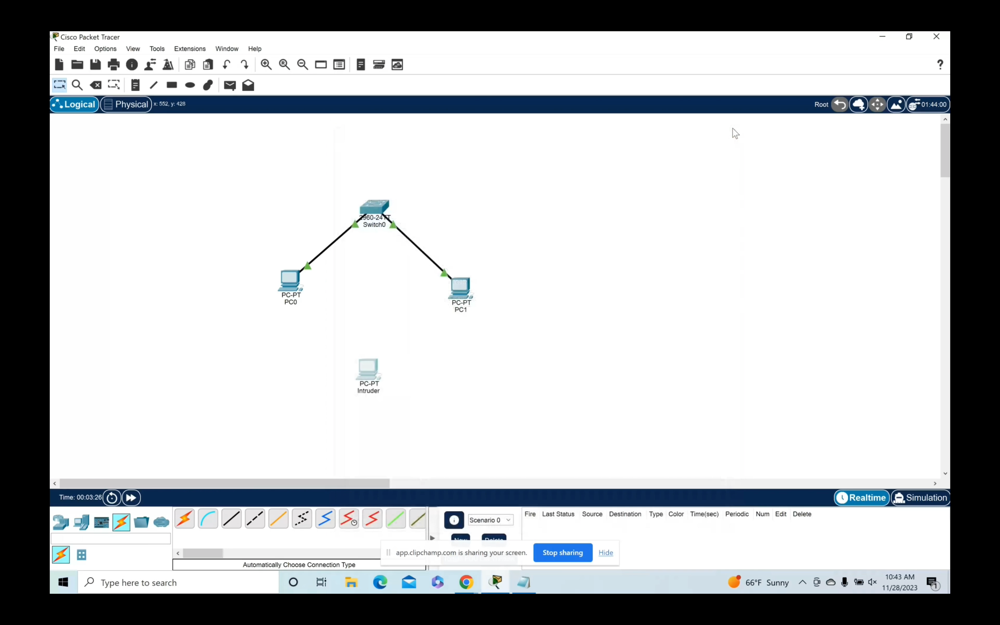 Cisco Packet Tracer
File Edit Options View Tools Extensions Window Help
Logical Physical x: 552, y: 428 Root 01:44:00
2960-24TT
Switch0
PC-PT
PC0
PC-PT
PC1
PC-PT
Intruder
Time: 00:03:26 Realtime Simulation
Scenario 0
Fire Last Status Source Destination Type Color Time(sec) Periodic Num Edit Delete
New Delete
app.clipchamp.com is sharing your screen. Stop sharing Hide
Automatically Choose Connection Type
Type here to search
66°F Sunny
10:43 AM
11/28/2023
1